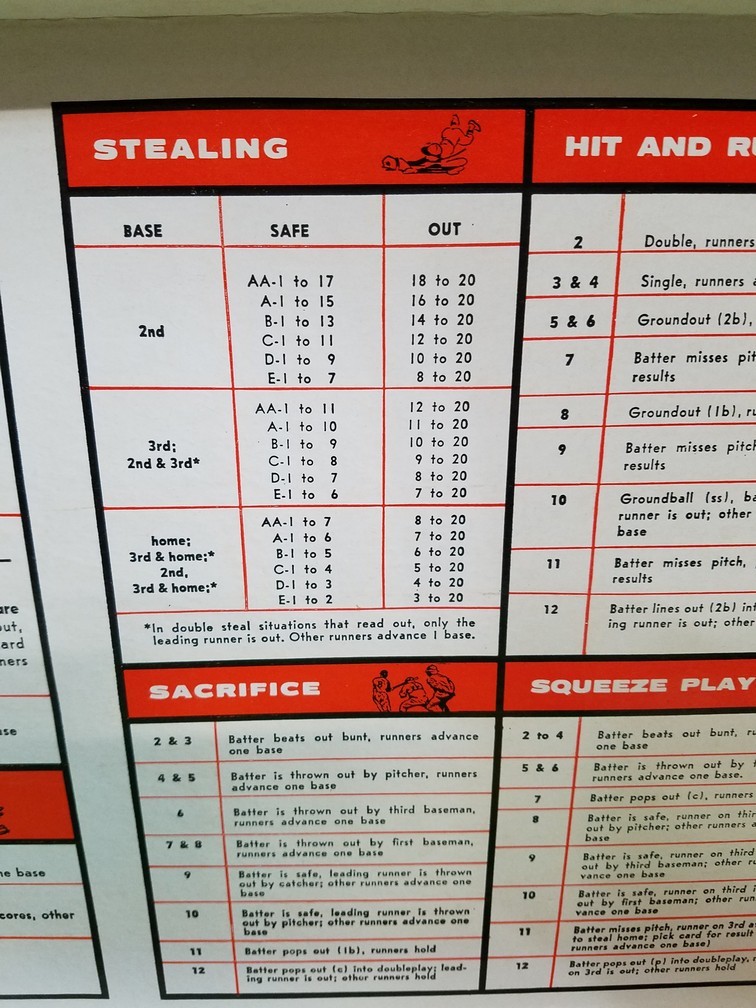 STEALING
BASE SAFE OUT
2nd
AA-1 to 17 18 to 20
A-1 to 15 16 to 20
B-1 to 13 14 to 20
C-1 to 11 12 to 20
D-1 to 9 10 to 20
E-1 to 7 8 to 20
3rd;
2nd & 3rd*
AA-1 to 11 12 to 20
A-1 to 10 11 to 20
B-1 to 9 10 to 20
C-1 to 8 9 to 20
D-1 to 7 8 to 20
E-1 to 6 7 to 20
home;
3rd & home;*
2nd,
3rd & home;*
AA-1 to 7 8 to 20
A-1 to 6 7 to 20
B-1 to 5 6 to 20
C-1 to 4 5 to 20
D-1 to 3 4 to 20
E-1 to 2 3 to 20
*In double steal situations that read out, only the
leading runner is out. Other runners advance 1 base.
HIT AND
2 Double, runners
3 & 4 Single, runners
5 & 6 Groundout (2b),
7 Batter misses
results
8 Groundout (1b),
9 Batter misses
results
10 Groundball (ss),
runner is out; other
base
11 Batter misses pitch,
results
12 Batter lines out (2b)
ing runner is out; other
SACRIFICE
2 & 3 Batter beats out bunt, runners advance
one base
4 & 5 Batter is thrown out by pitcher, runners
advance one base
6 Batter is thrown out by third baseman,
runners advance one base
7 & 8 Batter is thrown out by first baseman,
runners advance one base
9 Batter is safe, leading runner is thrown
out by catcher; other runners advance one
base
10 Batter is safe, leading runner is thrown
out by pitcher; other runners advance one
base
11 Batter pops out (1b), runners hold
12 Batter pops out (c) into doubleplay; lead-
ing runner is out; other runners hold
SQUEEZE PLAY
2 to 4 Batter beats out bunt,
one base
5 & 6 Batter is thrown out by
runners advance one base.
7 Batter pops out (c), runners
8 Batter is safe, runner on
out by pitcher; other runners
base
9 Batter is safe, runner on third
out by third baseman; other
vance one base
10 Batter is safe, runner on third
out by first baseman; other
vance one base
11 Batter misses pitch, runner on 3rd
to steal home; pick card for result
runners advance one base)
12 Batter pops out (p) into doubleplay,
on 3rd is out; other runners hold
base
cores, other